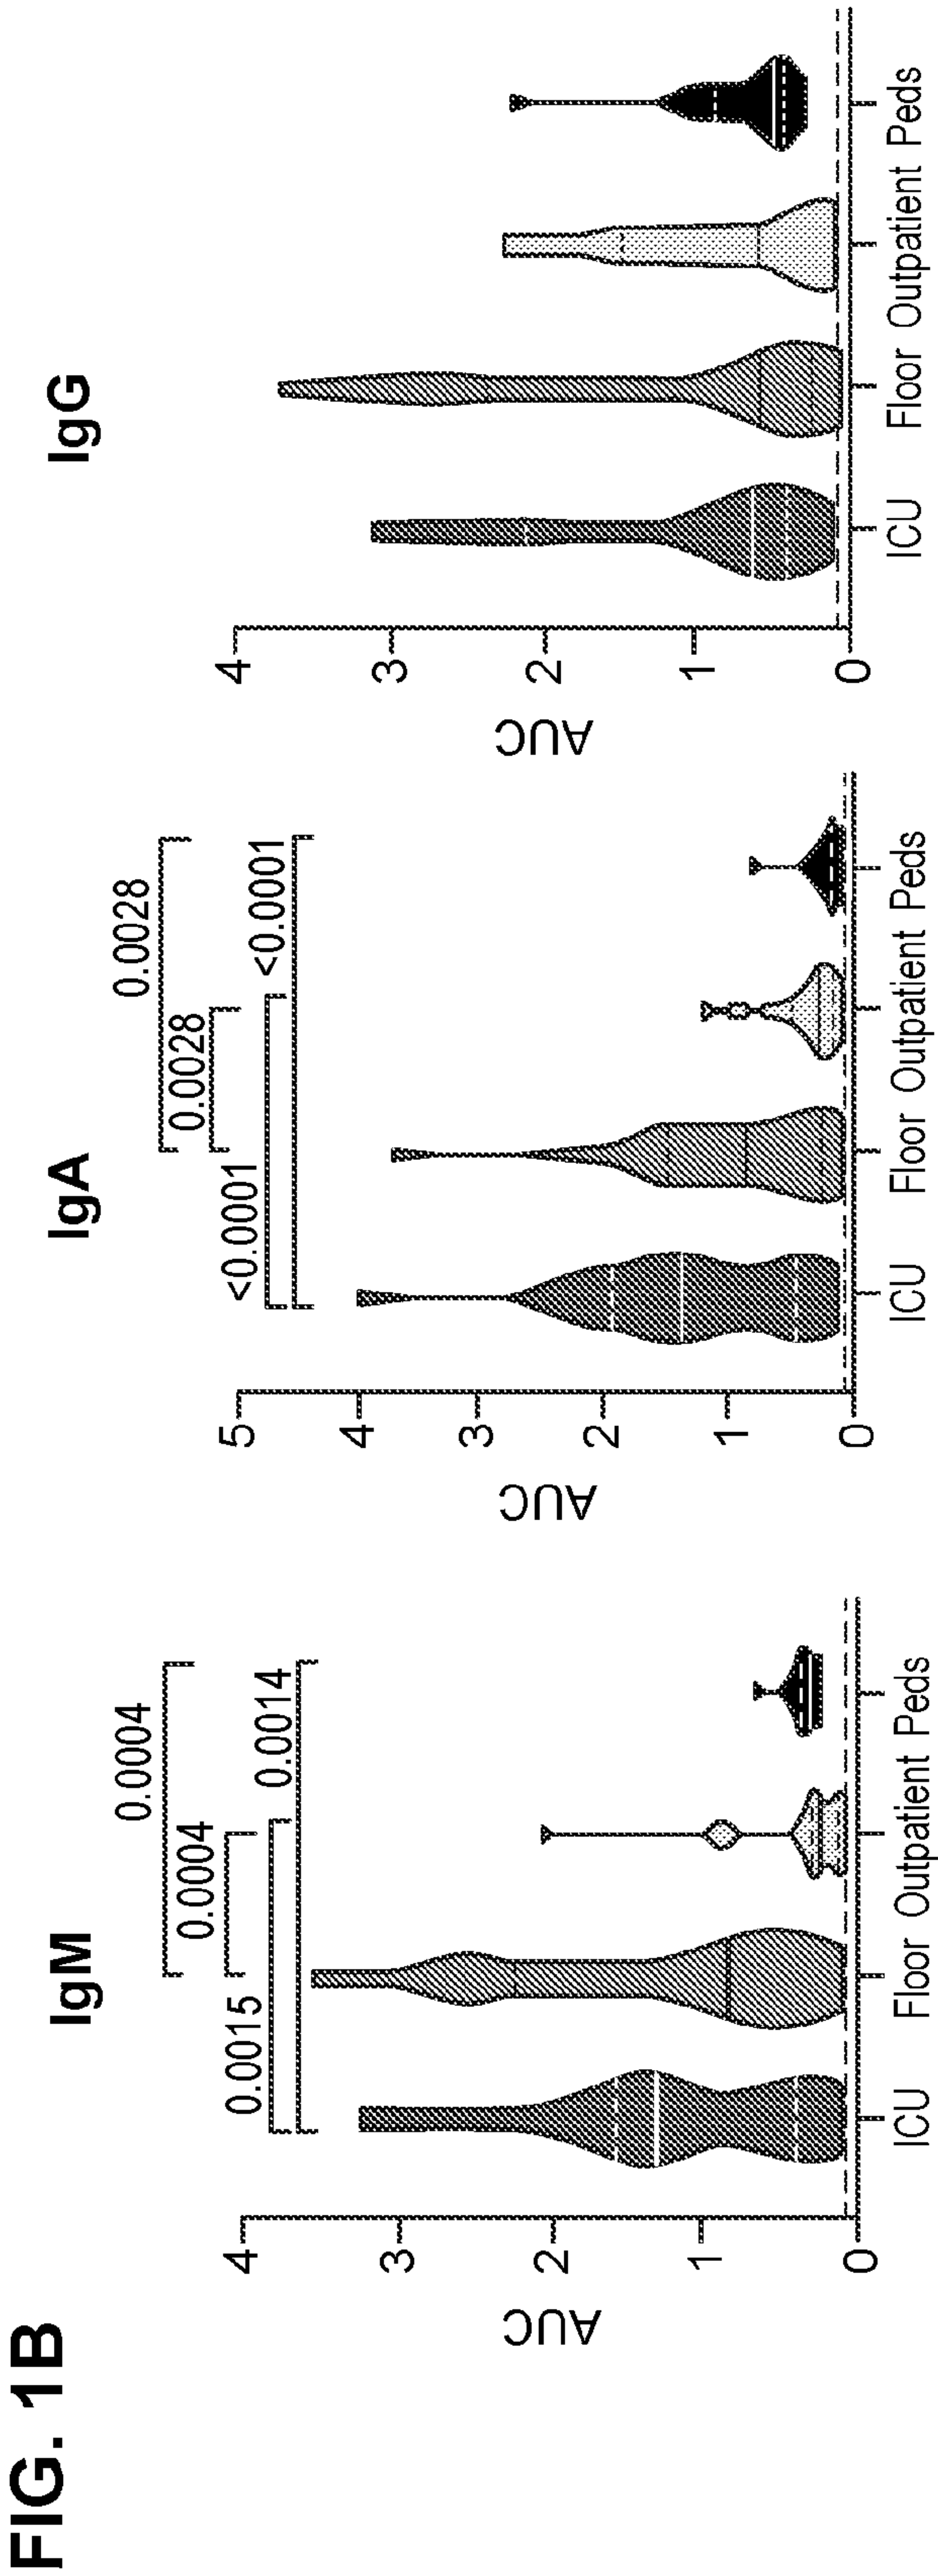 FIG. 1B
IgM
0.0004
0.0004
0.0015
0.0014
AUC
4
3
2
1
0
ICU Floor Outpatient Peds
IgA
0.0028
0.0028
<0.0001
<0.0001
AUC
5
4
3
2
1
0
ICU Floor Outpatient Peds
IgG
AUC
4
3
2
1
0
ICU Floor Outpatient Peds